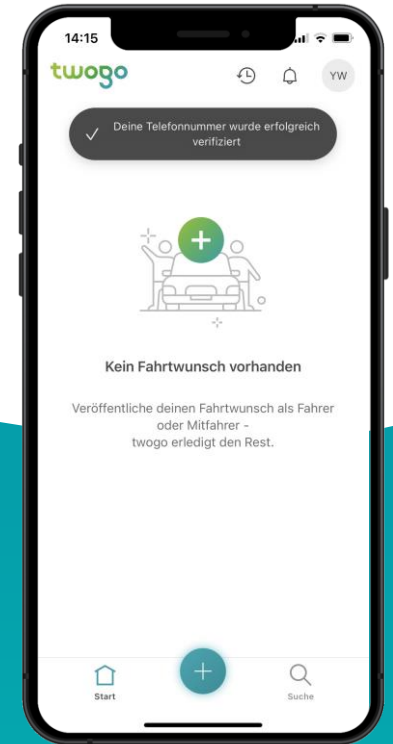 14:15
twogo
YW
Deine Telefonnummer wurde erfolgreich
verifiziert
Kein Fahrtwunsch vorhanden
Veröffentliche deinen Fahrtwunsch als Fahrer
oder Mitfahrer -
twogo erledigt den Rest.
Start
Suche